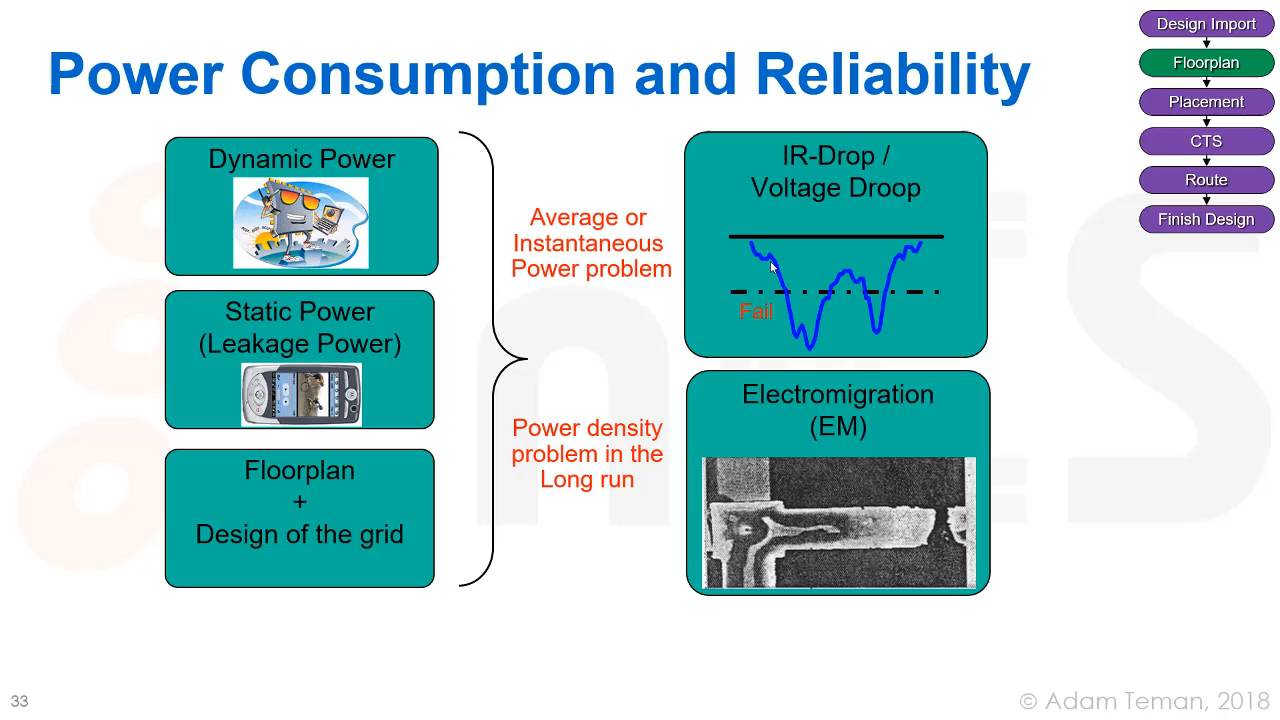 Power Consumption and Reliability
Design Import
Floorplan
Placement
CTS
Route
Finish Design
Dynamic Power
Static Power
(Leakage Power)
Floorplan
+
Design of the grid
Average or
Instantaneous
Power problem
Power density
problem in the
Long run
IR-Drop /
Voltage Droop
Fail
Electromigration
(EM)
33
© Adam Teman, 2018